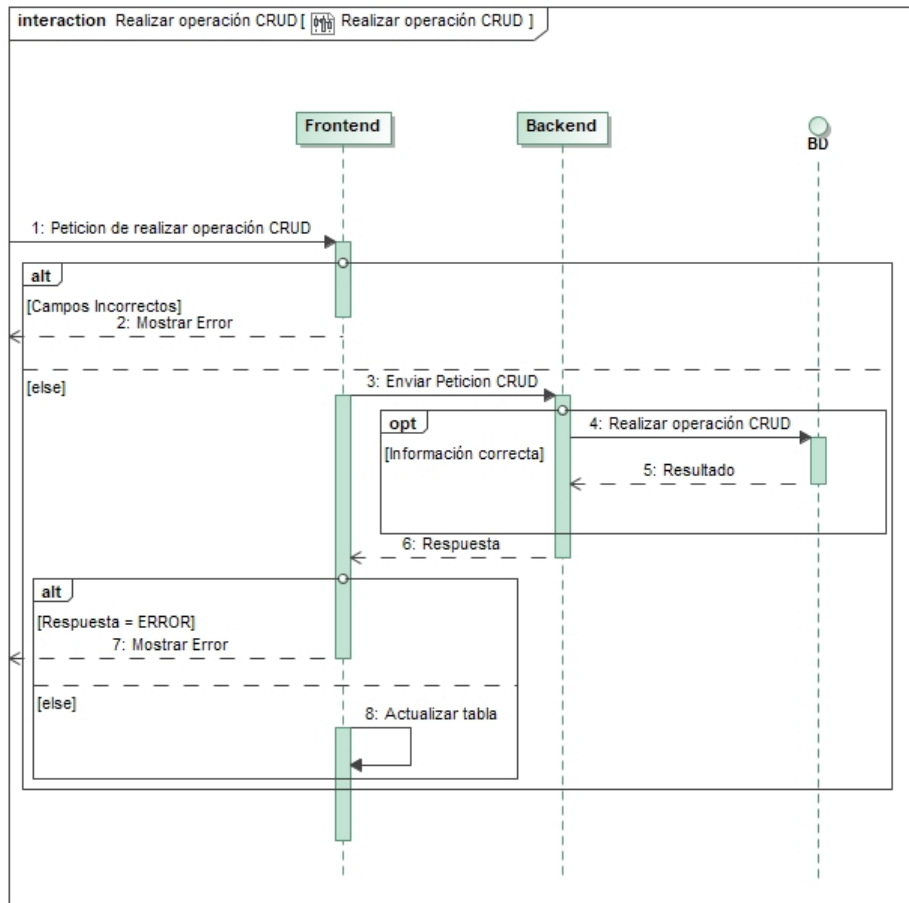 interaction Realizar operación CRUD [ Realizar operación CRUD ]
Frontend
Backend
BD
1: Peticion de realizar operación CRUD
alt
[Campos Incorrectos]
2: Mostrar Error
[else]
3: Enviar Peticion CRUD
opt
4: Realizar operación CRUD
[Información correcta]
5: Resultado
6: Respuesta
alt
[Respuesta = ERROR]
7: Mostrar Error
[else]
8: Actualizar tabla